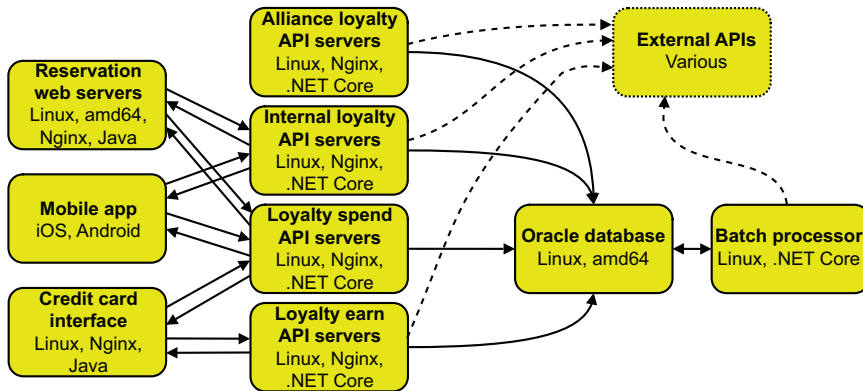 Alliance loyalty
API servers
Linux, Nginx,
.NET Core
External APIs
Various
Reservation
web servers
Linux, amd64,
Nginx, Java
Internal loyalty
API servers
Linux, Nginx,
.NET Core
Mobile app
iOS, Android
Loyalty spend
API servers
Linux, Nginx,
.NET Core
Oracle database
Linux, amd64
Batch processor
Linux, .NET Core
Credit card
interface
Linux, Nginx,
Java
Loyalty earn
API servers
Linux, Nginx,
.NET Core